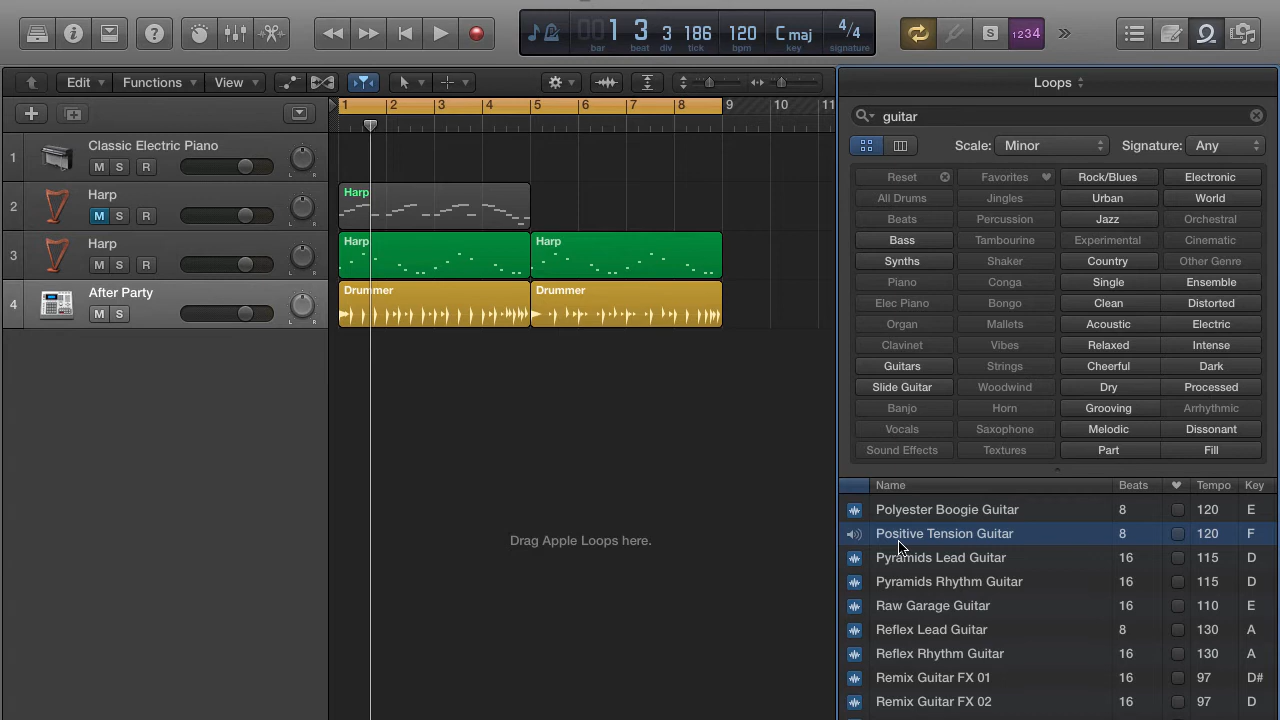 1 3 3 186 120 C maj 4/4
bar beat div tick bpm key signature
S
1234
Edit Functions View
Loops
guitar
Scale: Minor Signature: Any
1 2 3 4 5 6 7 8 9 10 11
1 Classic Electric Piano
M S R
L R
2 Harp
M S R
L R
3 Harp
M S R
L R
4 After Party
M S
L R
Harp
Harp Harp
Drummer Drummer
Drag Apple Loops here.
Reset Favorites Rock/Blues Electronic
All Drums Jingles Urban World
Beats Percussion Jazz Orchestral
Bass Tambourine Experimental Cinematic
Synths Shaker Country Other Genre
Piano Conga Single Ensemble
Elec Piano Bongo Clean Distorted
Organ Mallets Acoustic Electric
Clavinet Vibes Relaxed Intense
Guitars Strings Cheerful Dark
Slide Guitar Woodwind Dry Processed
Banjo Horn Grooving Arrhythmic
Vocals Saxophone Melodic Dissonant
Sound Effects Textures Part Fill
Name Beats Tempo Key
Polyester Boogie Guitar 8 120 E
Positive Tension Guitar 8 120 F
Pyramids Lead Guitar 16 115 D
Pyramids Rhythm Guitar 16 115 D
Raw Garage Guitar 16 110 E
Reflex Lead Guitar 8 130 A
Reflex Rhythm Guitar 16 130 A
Remix Guitar FX 01 16 97 D#
Remix Guitar FX 02 16 97 D